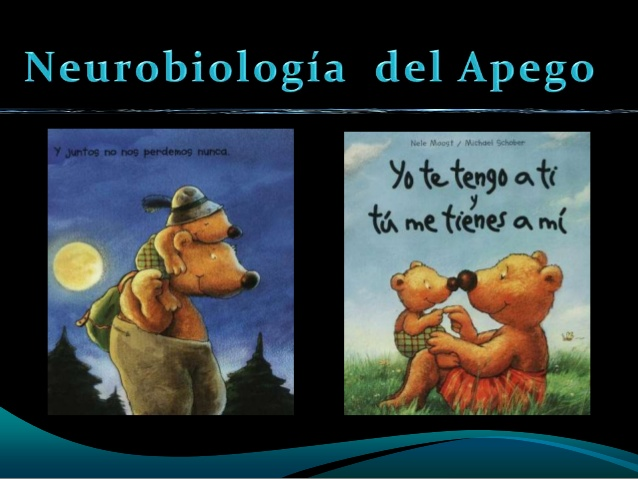 Neurobiología del Apego
Y juntos no nos perdemos nunca.
Nele Moost / Michael Schober
Yo te tengo a ti
y
tú me tienes a mí